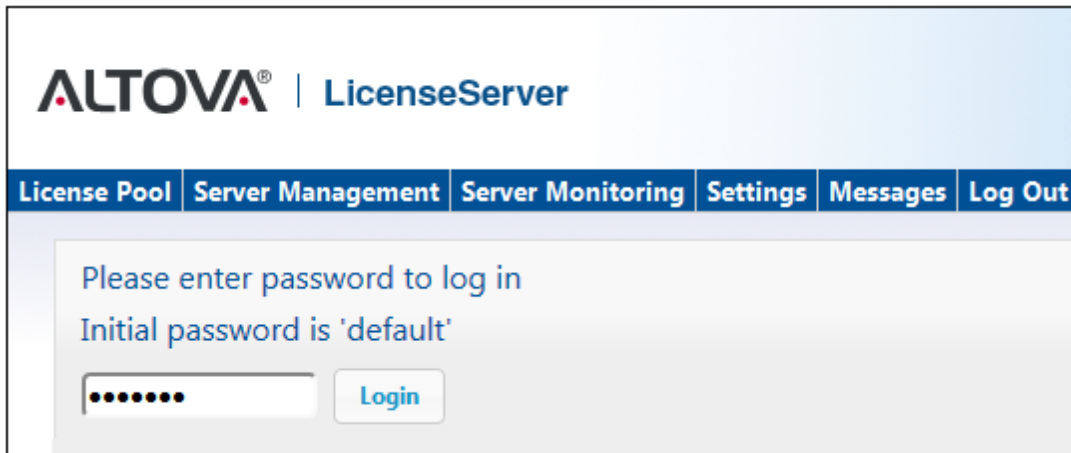 ALTOVA® | LicenseServer
License Pool Server Management Server Monitoring Settings Messages Log Out
Please enter password to log in
Initial password is 'default'
••••••• Login